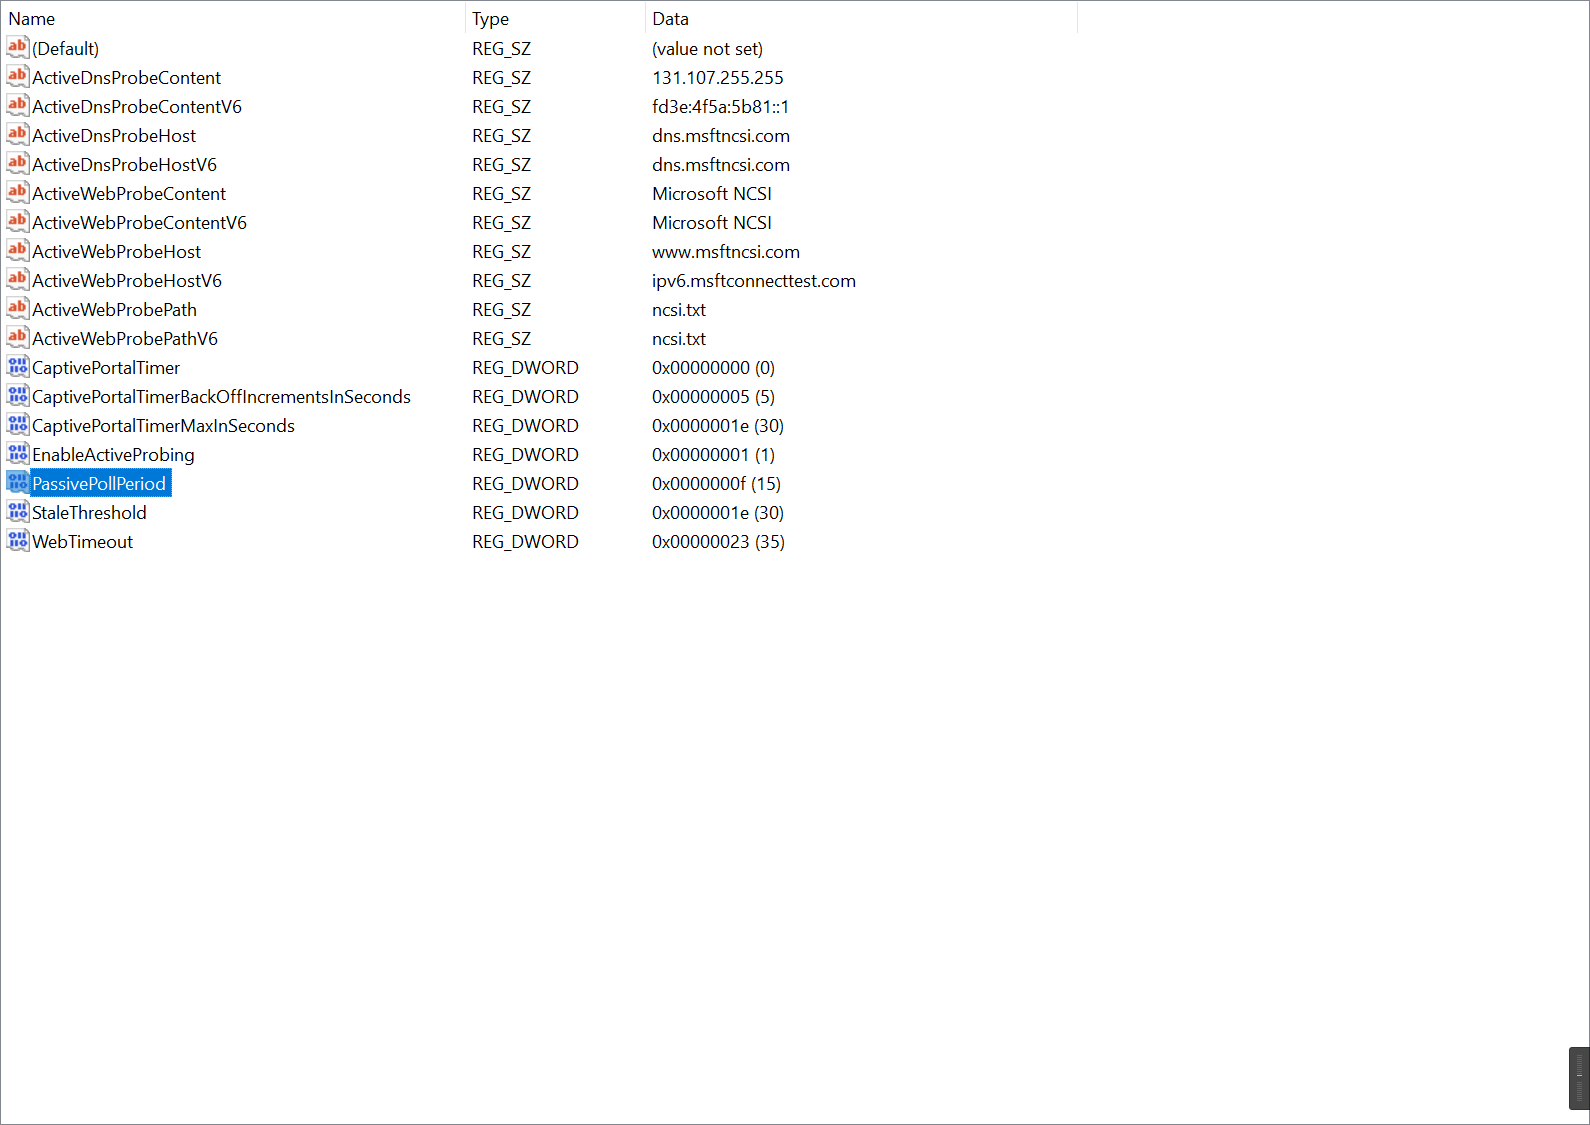 Name Type Data
(Default) REG_SZ (value not set)
ActiveDnsProbeContent REG_SZ 131.107.255.255
ActiveDnsProbeContentV6 REG_SZ fd3e:4f5a:5b81::1
ActiveDnsProbeHost REG_SZ dns.msftncsi.com
ActiveDnsProbeHostV6 REG_SZ dns.msftncsi.com
ActiveWebProbeContent REG_SZ Microsoft NCSI
ActiveWebProbeContentV6 REG_SZ Microsoft NCSI
ActiveWebProbeHost REG_SZ www.msftncsi.com
ActiveWebProbeHostV6 REG_SZ ipv6.msftconnecttest.com
ActiveWebProbePath REG_SZ ncsi.txt
ActiveWebProbePathV6 REG_SZ ncsi.txt
CaptivePortalTimer REG_DWORD 0x00000000 (0)
CaptivePortalTimerBackOffIncrementsInSeconds REG_DWORD 0x00000005 (5)
CaptivePortalTimerMaxInSeconds REG_DWORD 0x0000001e (30)
EnableActiveProbing REG_DWORD 0x00000001 (1)
PassivePollPeriod REG_DWORD 0x0000000f (15)
StaleThreshold REG_DWORD 0x0000001e (30)
WebTimeout REG_DWORD 0x00000023 (35)